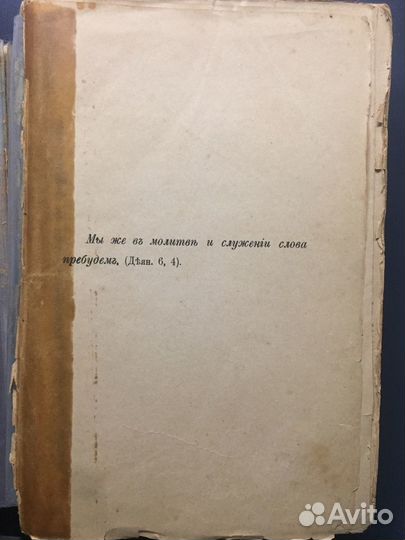 Мы же въ молитвѣ и служеніи слова
пребудемъ. (Дѣян. 6, 4).
Avito